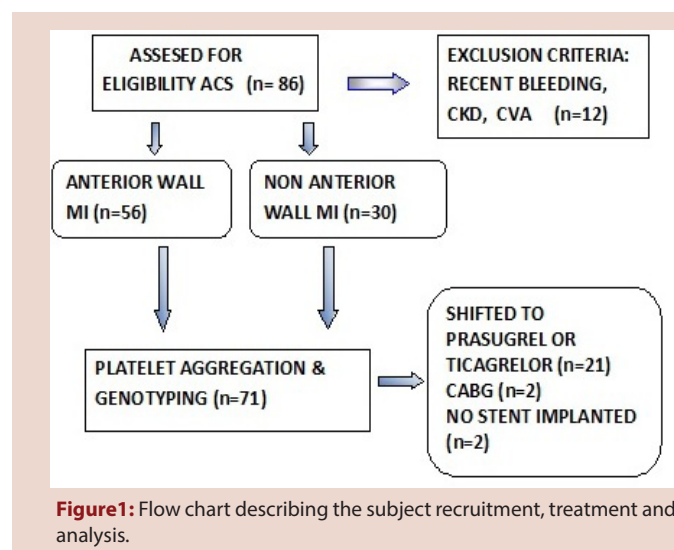 ASSESED FOR
ELIGIBILITY ACS (n= 86)
EXCLUSION CRITERIA:
RECENT BLEEDING,
CKD, CVA (n=12)
ANTERIOR WALL
MI (n=56)
NON ANTERIOR
WALL MI (n=30)
PLATELET AGGREGATION &
GENOTYPING (n=71)
SHIFTED TO
PRASUGREL OR
TICAGRELOR (n=21)
CABG (n=2)
NO STENT IMPLANTED
(n=2)
Figure1: Flow chart describing the subject recruitment, treatment and
analysis.